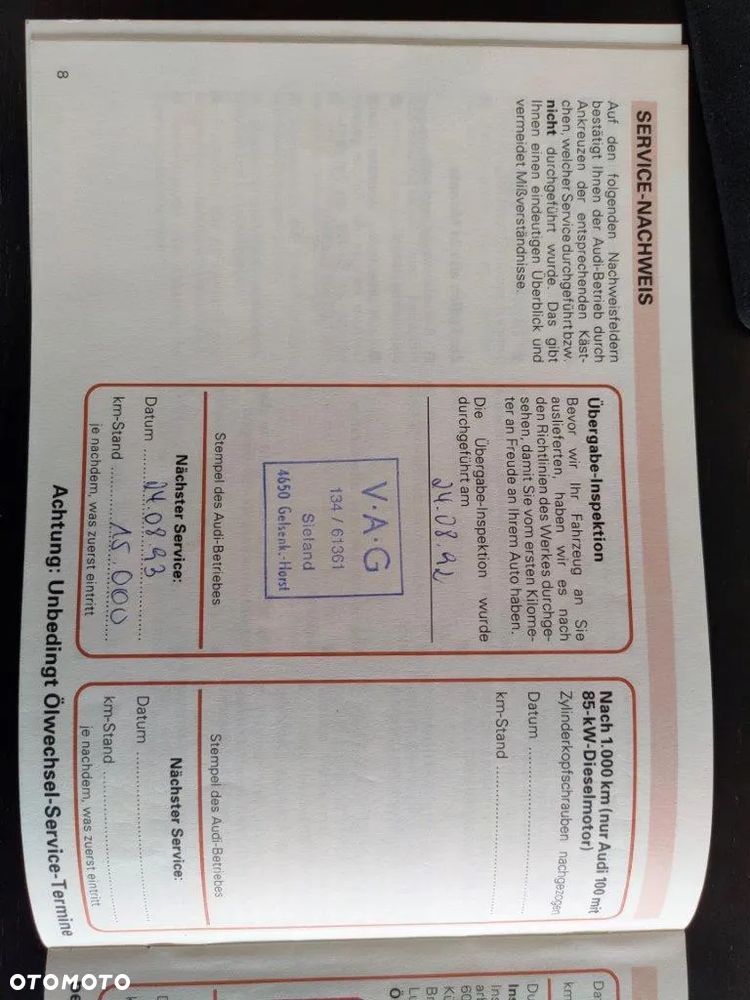 SERVICE-NACHWEIS
Auf den folgenden Nachweisfeldern
bestätigt Ihnen der Audi-Betrieb durch
Ankreuzen der entsprechenden Käst-
chen, welcher Service durchgeführt bzw.
nicht durchgeführt wurde. Das gibt
Ihnen einen eindeutigen Überblick und
vermeidet Mißverständnisse.
Übergabe-Inspektion
Bevor wir Ihr Fahrzeug an Sie
auslieferten, haben wir es nach
den Richtlinien des Werkes durchge-
sehen, damit Sie vom ersten Kilome-
ter an Freude an Ihrem Auto haben.
Die Übergabe-Inspektion wurde
durchgeführt am
24.08.92
V·A·G
134 / 61361
Sieland
4650 Gelsenk.-Horst
Stempel des Audi-Betriebes
Nächster Service:
Datum 24.08.93
km-Stand 15.000
je nachdem, was zuerst eintritt
Nach 1.000 km (nur Audi 100 mit
85-kW-Dieselmotor)
Zylinderkopfschrauben nachgezogen
Datum
km-Stand
Stempel des Audi-Betriebes
Nächster Service:
Datum
km-Stand
je nachdem, was zuerst eintritt
Achtung: Unbedingt Ölwechsel-Service-Termine
8
OTOMOTO